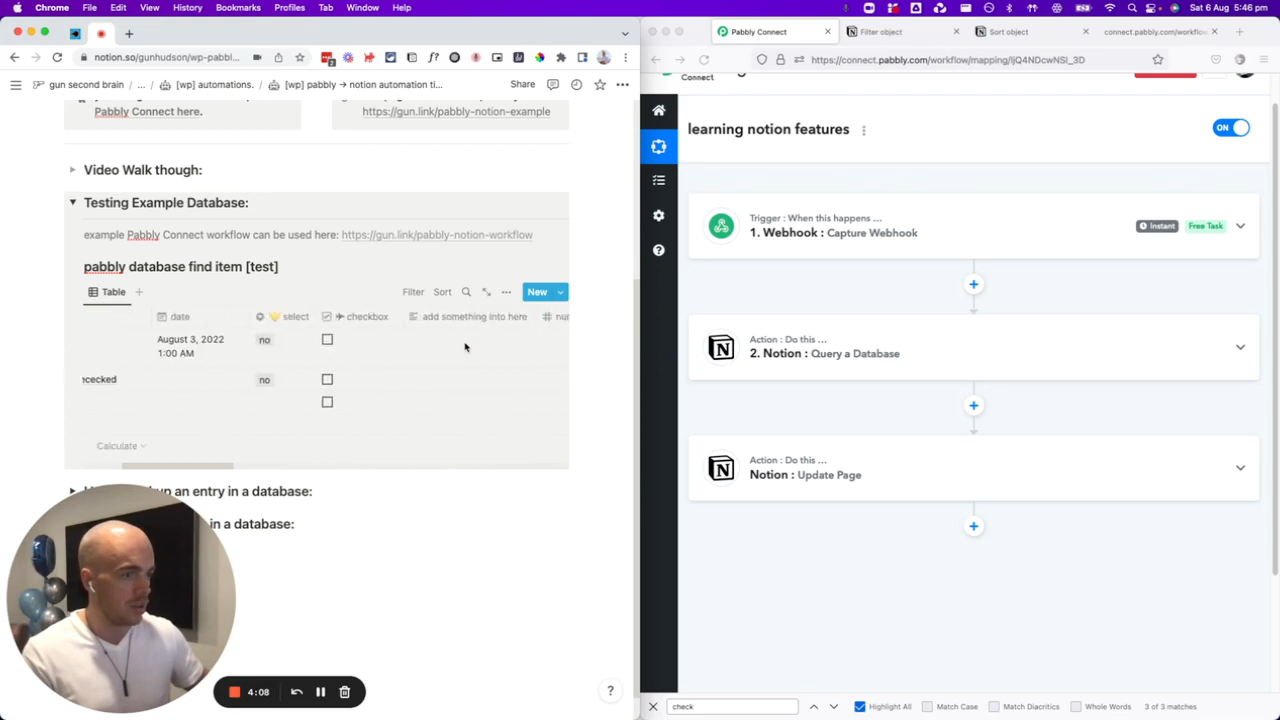 Chrome File Edit View History Bookmarks Profiles Tab Window Help
Sat 6 Aug 5:46 pm
notion.so/gunhudson/wp-pabbl...
gun second brain / ... / [wp] automations. / [wp] pabbly → notion automation ti...
Share
Pabbly Connect here.
https://gun.link/pabbly-notion-example
Video Walk though:
Testing Example Database:
example Pabbly Connect workflow can be used here: https://gun.link/pabbly-notion-workflow
pabbly database find item [test]
Table
Filter Sort New
date select checkbox add something into here
August 3, 2022
1:00 AM
no
no
Calculate
up an entry in a database:
in a database:
4:08
?
Pabbly Connect
Filter object
Sort object
connect.pabbly.com/workflow
https://connect.pabbly.com/workflow/mapping/IjQ4NDcwNSI_3D
Connect
learning notion features
ON
Trigger : When this happens ...
1. Webhook : Capture Webhook
Instant
Free Task
Action : Do this ...
2. Notion : Query a Database
Action : Do this ...
Notion : Update Page
check
Highlight All Match Case Match Diacritics Whole Words 3 of 3 matches